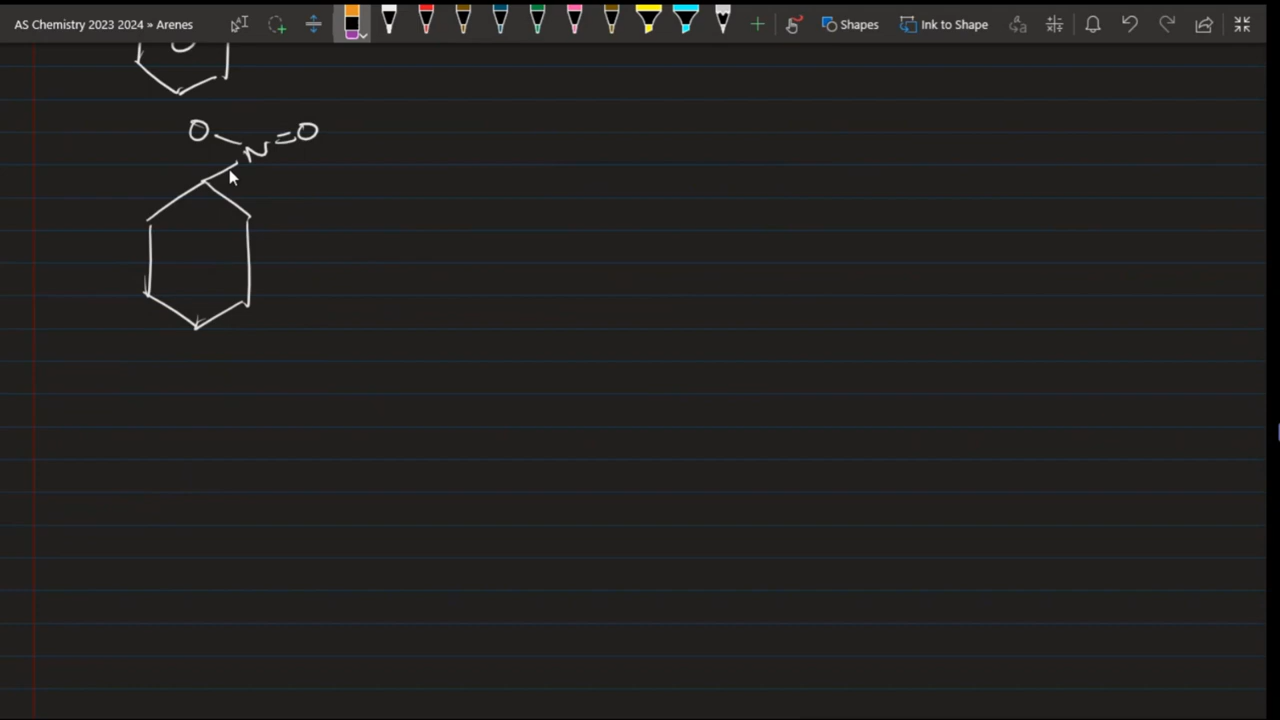 AS Chemistry 2023 2024 » Arenes
Shapes
Ink to Shape
O
N
=O